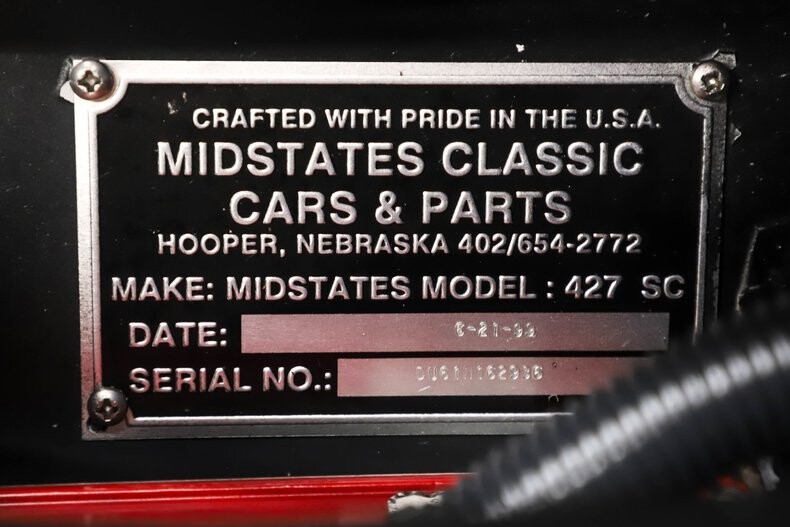 CRAFTED WITH PRIDE IN THE U.S.A.
MIDSTATES CLASSIC
CARS & PARTS
HOOPER, NEBRASKA 402/654-2772
MAKE: MIDSTATES MODEL : 427 SC
DATE:
SERIAL NO.: